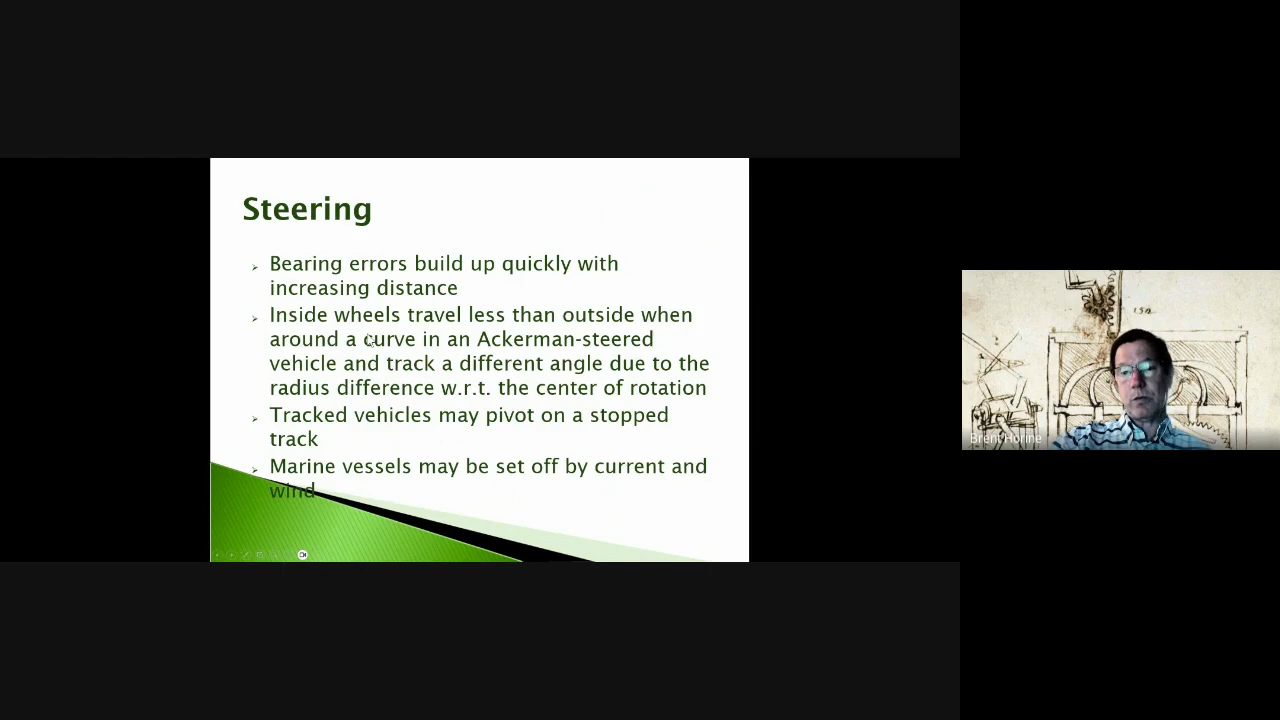 Steering
Bearing errors build up quickly with
increasing distance
Inside wheels travel less than outside when
around a curve in an Ackerman-steered
vehicle and track a different angle due to the
radius difference w.r.t. the center of rotation
Tracked vehicles may pivot on a stopped
track
Marine vessels may be set off by current and
wind
Brent Horine